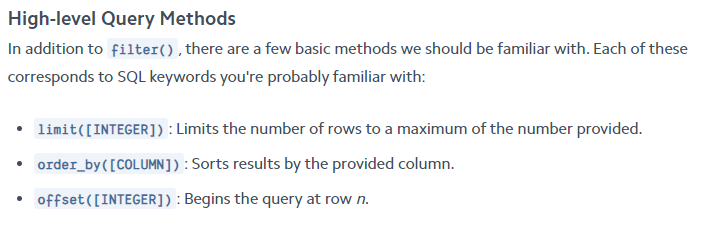 High-level Query Methods
In addition to filter(), there are a few basic methods we should be familiar with. Each of these
corresponds to SQL keywords you're probably familiar with:
• limit([INTEGER]): Limits the number of rows to a maximum of the number provided.
• order_by([COLUMN]): Sorts results by the provided column.
• offset([INTEGER]): Begins the query at row n.